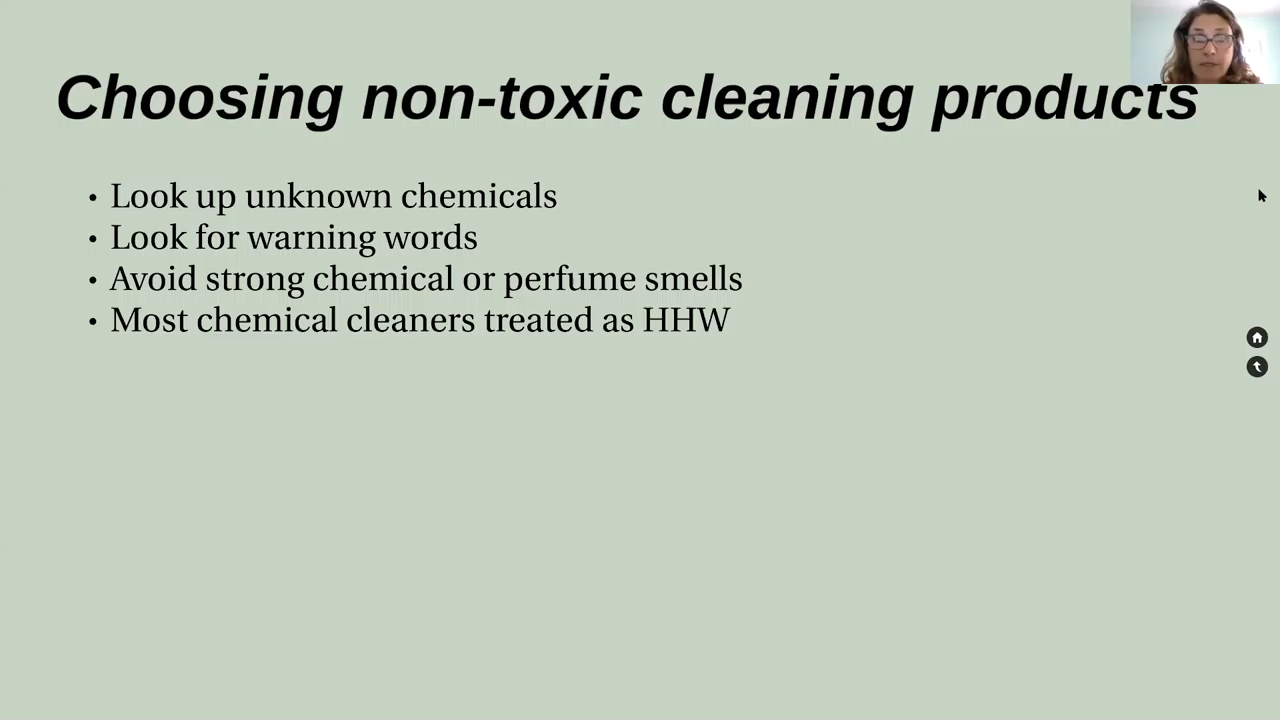 Choosing non-toxic cleaning products
• Look up unknown chemicals
• Look for warning words
• Avoid strong chemical or perfume smells
• Most chemical cleaners treated as HHW